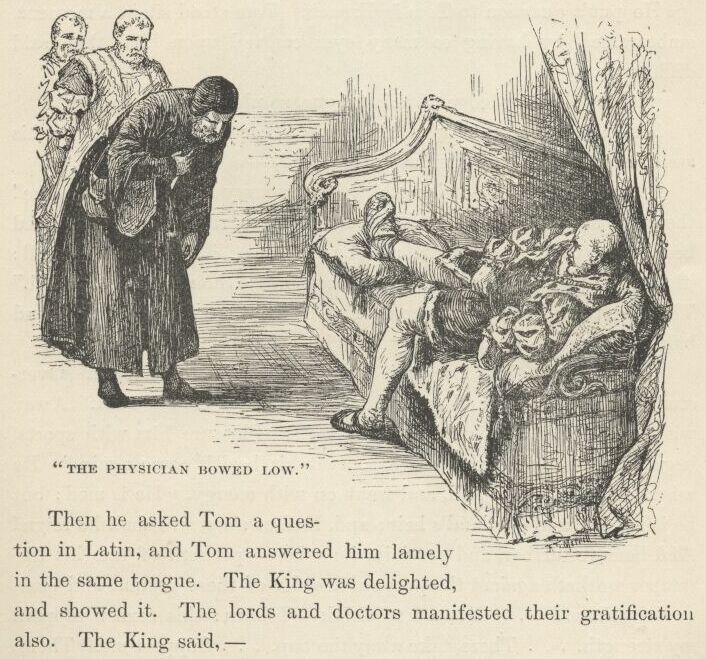 "THE PHYSICIAN BOWED LOW."
Then he asked Tom a ques-
tion in Latin, and Tom answered him lamely
in the same tongue. The King was delighted,
and showed it. The lords and doctors manifested their gratification
also. The King said,—